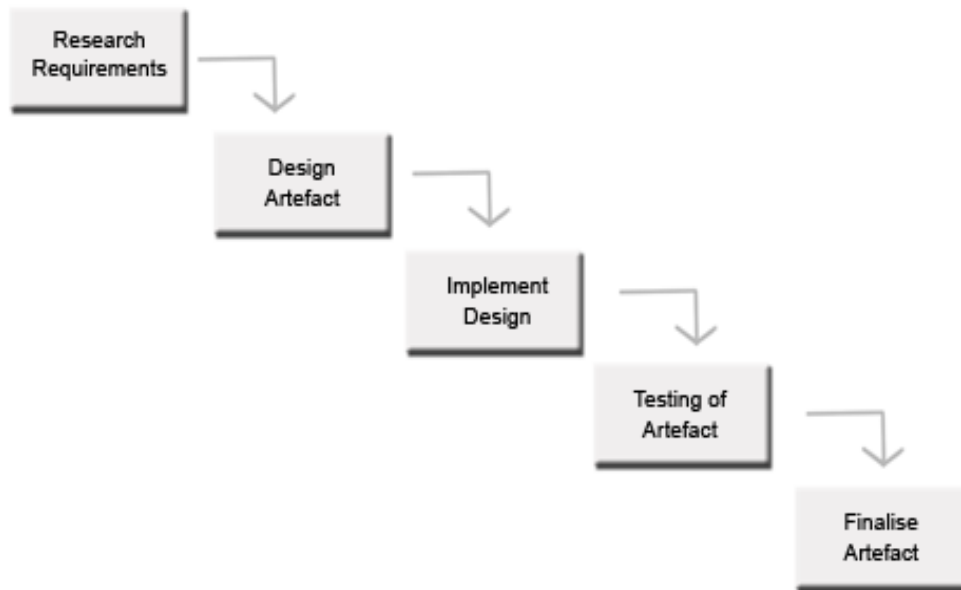 Research
Requirements
Design
Artefact
Implement
Design
Testing of
Artefact
Finalise
Artefact